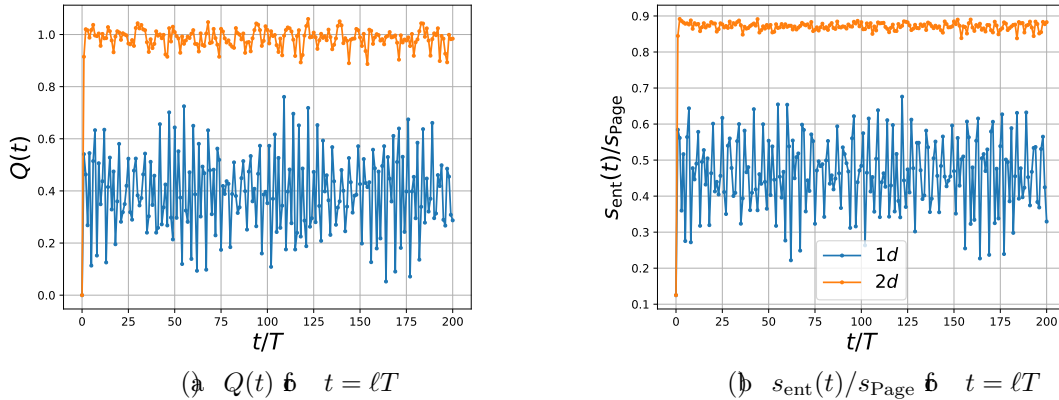 1.0
0.8
0.6
0.4
0.2
0.0
Q(t)
0 25 50 75 100 125 150 175 200
t/T
0.9
0.8
0.7
0.6
0.5
0.4
0.3
0.2
0.1
s_ent(t)/s_Page
1d
2d
0 25 50 75 100 125 150 175 200
t/T
Q(t) t = ℓT
s_ent(t)/s_Page t = ℓT